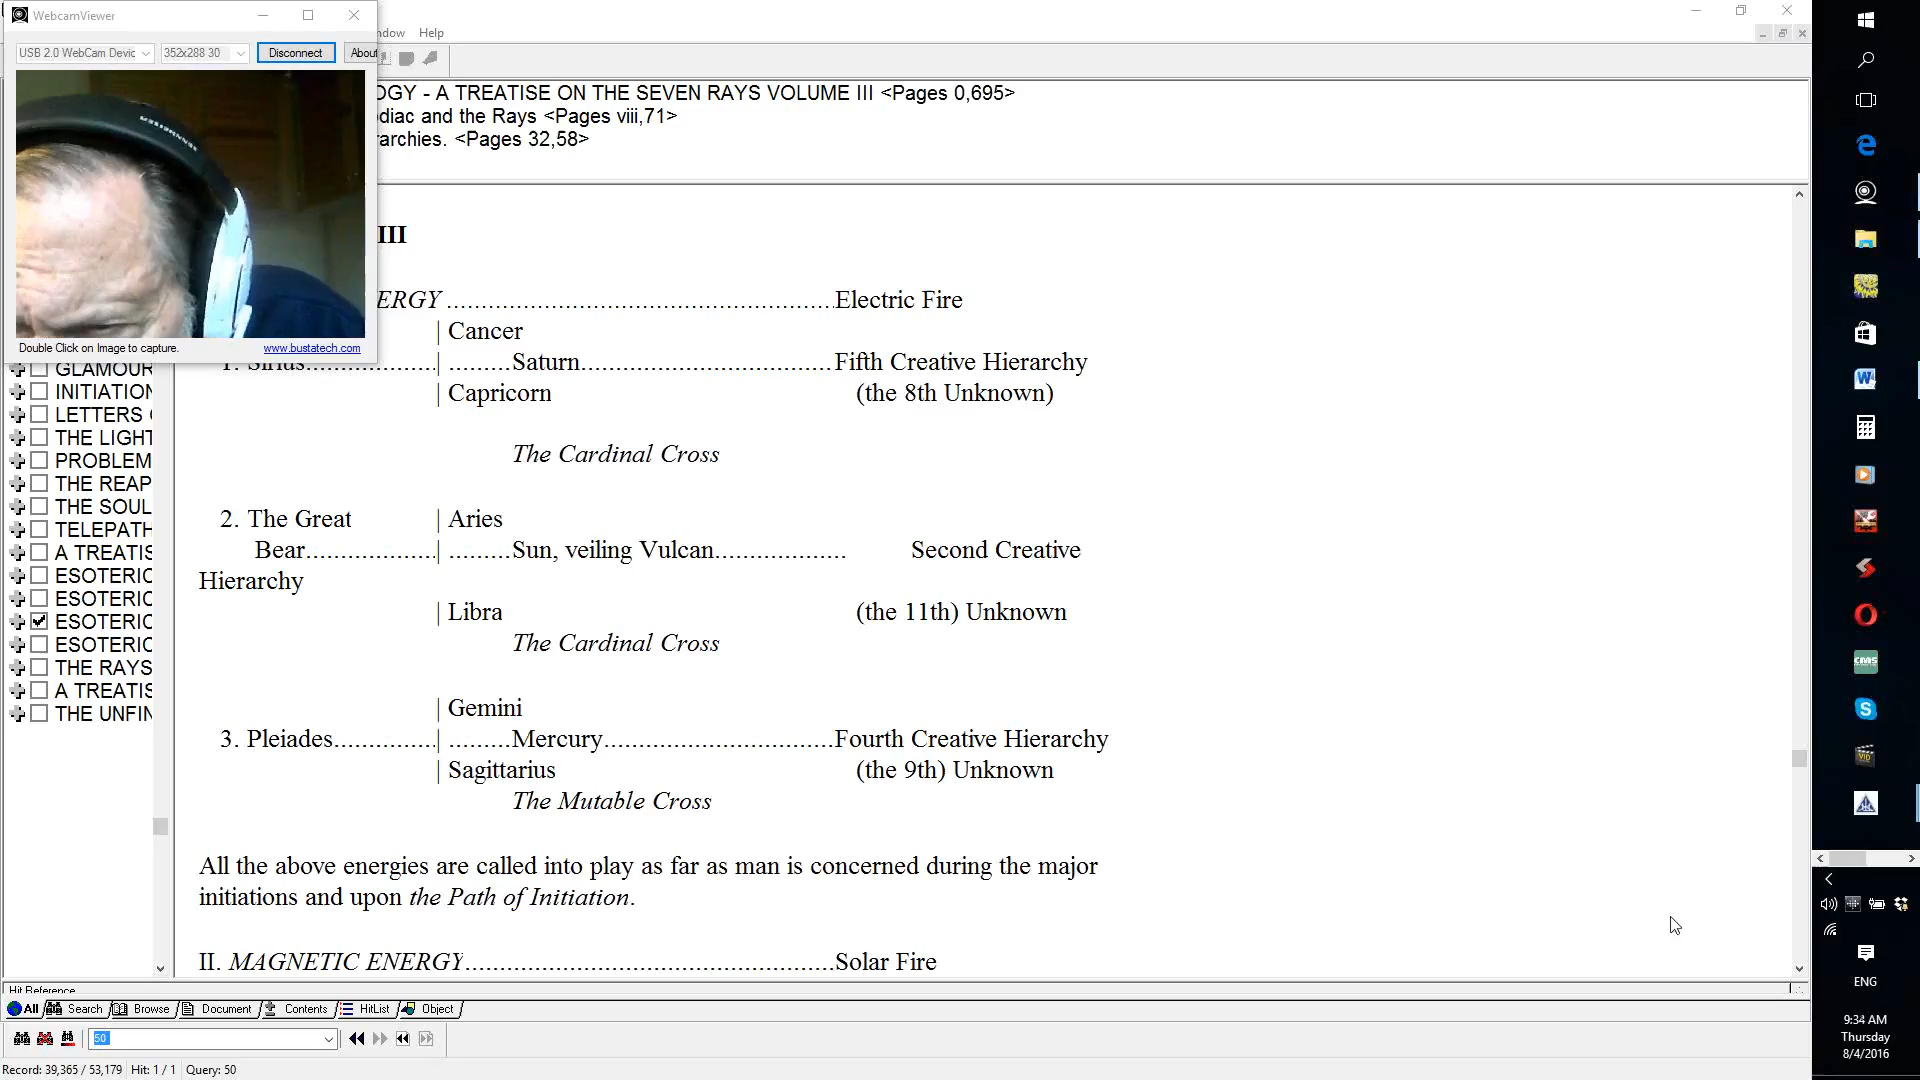 WebcamViewer
USB 2.0 WebCam Devic
352x288 30
Disconnect
About
Double Click on Image to capture.
www.bustatech.com
SENNHEISER
ndow Help
OGY - A TREATISE ON THE SEVEN RAYS VOLUME III <Pages 0,695>
diac and the Rays <Pages viii,71>
rarchies. <Pages 32,58>
III
ERGY ........................................................Electric Fire
| Cancer
1. Sirius...................| .........Saturn....................................Fifth Creative Hierarchy
| Capricorn (the 8th Unknown)
The Cardinal Cross
2. The Great | Aries
Bear...................| .........Sun, veiling Vulcan................... Second Creative
Hierarchy
| Libra (the 11th) Unknown
The Cardinal Cross
| Gemini
3. Pleiades...............| .........Mercury.................................Fourth Creative Hierarchy
| Sagittarius (the 9th) Unknown
The Mutable Cross
All the above energies are called into play as far as man is concerned during the major
initiations and upon the Path of Initiation.
II. MAGNETIC ENERGY.....................................................Solar Fire
GLAMOUR
INITIATION
LETTERS
THE LIGHT
PROBLEM
THE REAP
THE SOUL
TELEPATH
A TREATIS
ESOTERIC
ESOTERIC
ESOTERIC
ESOTERIC
THE RAYS
A TREATIS
THE UNFIN
Hit Reference
All Search Browse Document Contents HitList Object
50
Record: 39,365 / 53,179 Hit: 1 / 1 Query: 50
CMS
VID
ENG
9:34 AM
Thursday
8/4/2016